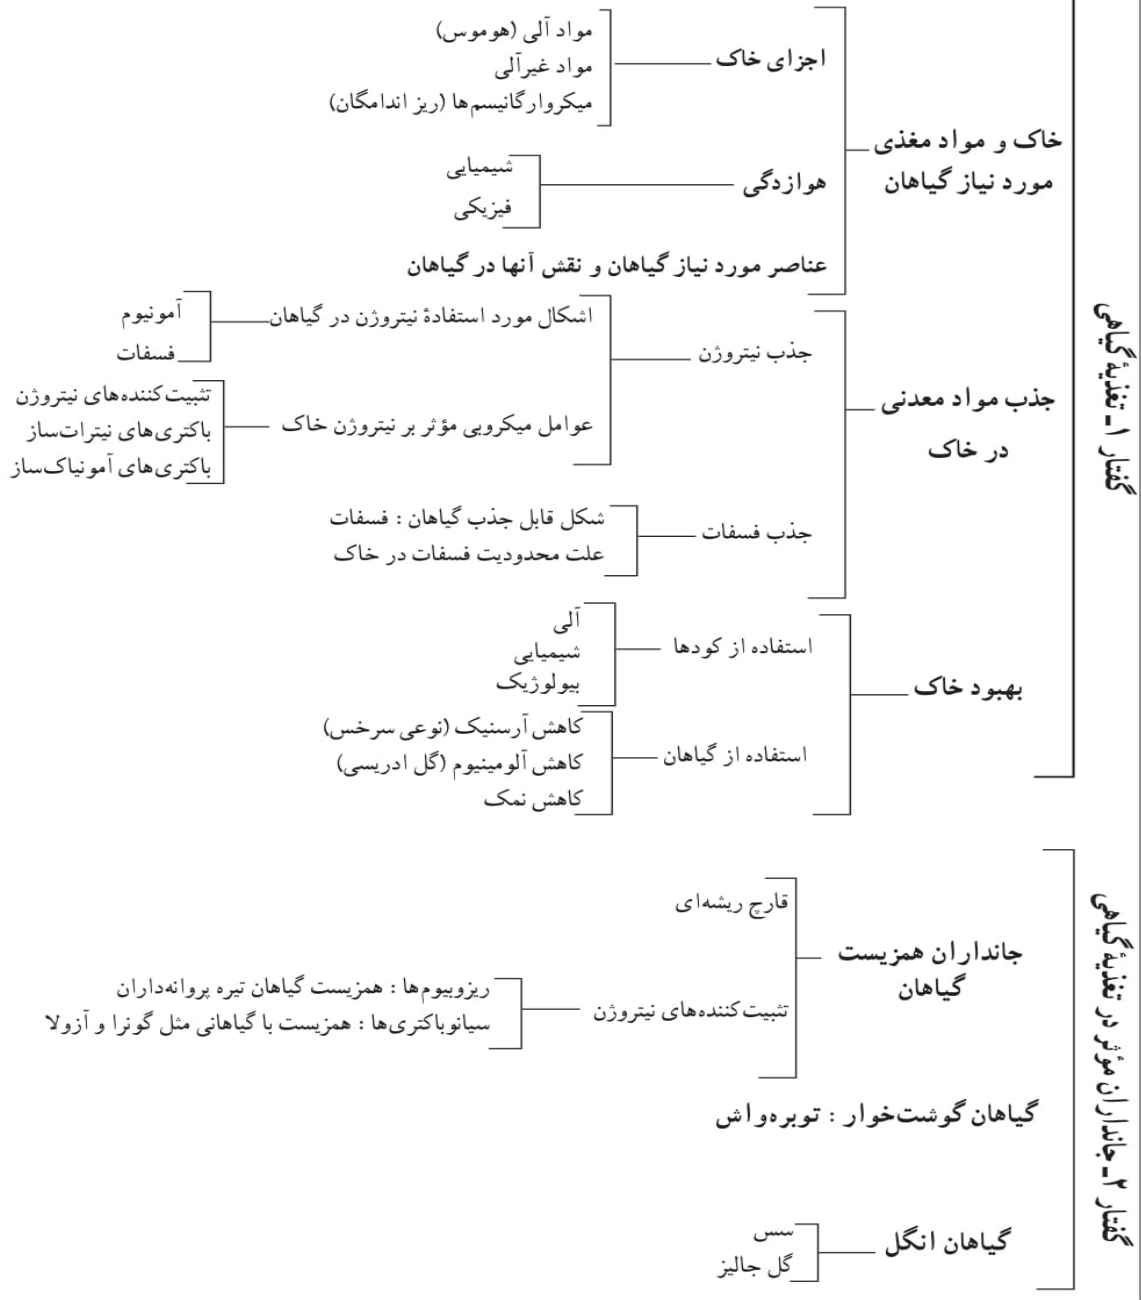 گفتار ۱ـ تغذیهٔ گیاهی
خاک و مواد مغذی
مورد نیاز گیاهان
اجزای خاک
مواد آلی (هوموس)
مواد غیرآلی
میکروارگانیسم‌ها (ریز اندامگان)
هوازدگی
شیمیایی
فیزیکی
عناصر مورد نیاز گیاهان و نقش آنها در گیاهان
جذب مواد معدنی
در خاک
جذب نیتروژن
اشکال مورد استفادهٔ نیتروژن در گیاهان
آمونیوم
فسفات
عوامل میکروبی مؤثر بر نیتروژن خاک
تثبیت‌کننده‌های نیتروژن
باکتری‌های نیترات‌ساز
باکتری‌های آمونیاک‌ساز
جذب فسفات
شکل قابل جذب گیاهان : فسفات
علت محدودیت فسفات در خاک
بهبود خاک
استفاده از کودها
آلی
شیمیایی
بیولوژیک
استفاده از گیاهان
کاهش آرسنیک (نوعی سرخس)
کاهش آلومینیوم (گل ادریسی)
کاهش نمک
گفتار ۲ـ جانداران مؤثر در تغذیهٔ گیاهی
جانداران همزیست
گیاهان
قارچ ریشه‌ای
تثبیت‌کننده‌های نیتروژن
ریزوبیوم‌ها : همزیست گیاهان تیره پروانه‌داران
سیانوباکتری‌ها : همزیست با گیاهانی مثل گونرا و آزولا
گیاهان گوشت‌خوار : توبره‌واش
گیاهان انگل
سس
گل جالیز